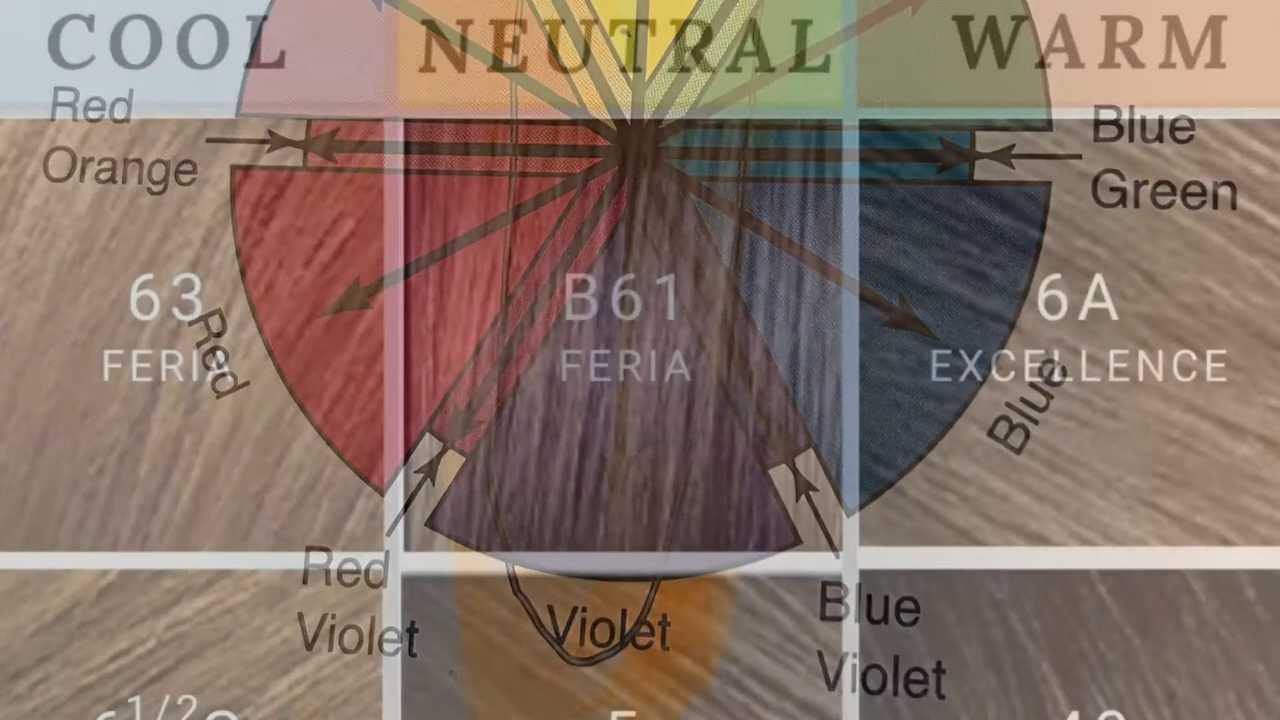 COOL
NEUTRAL
WARM
Red
Orange
Blue
Green
63
FERIA
B61
FERIA
6A
EXCELLENCE
Red
Blue
Red
Violet
Violet
Blue
Violet